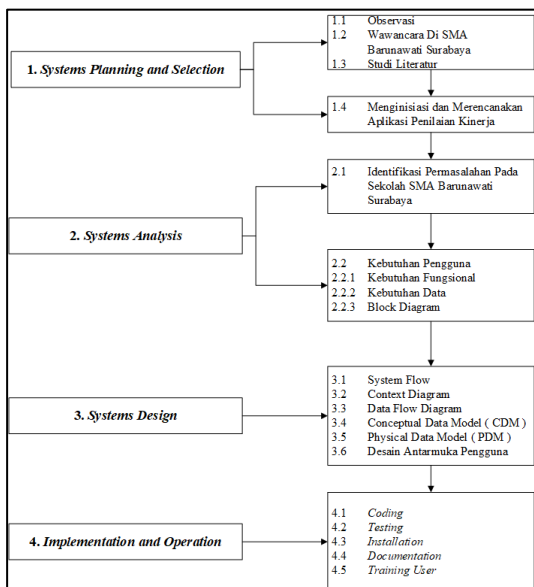 1. Systems Planning and Selection
1.1 Observasi
1.2 Wawancara Di SMA
Barunawati Surabaya
1.3 Studi Literatur
1.4 Menginisiasi dan Merencanakan
Aplikasi Penilaian Kinerja
2. Systems Analysis
2.1 Identifikasi Permasalahan Pada
Sekolah SMA Barunawati
Surabaya
2.2 Kebutuhan Pengguna
2.2.1 Kebutuhan Fungsional
2.2.2 Kebutuhan Data
2.2.3 Block Diagram
3. Systems Design
3.1 System Flow
3.2 Context Diagram
3.3 Data Flow Diagram
3.4 Conceptual Data Model ( CDM )
3.5 Physical Data Model ( PDM )
3.6 Desain Antarmuka Pengguna
4. Implementation and Operation
4.1 Coding
4.2 Testing
4.3 Installation
4.4 Documentation
4.5 Training User